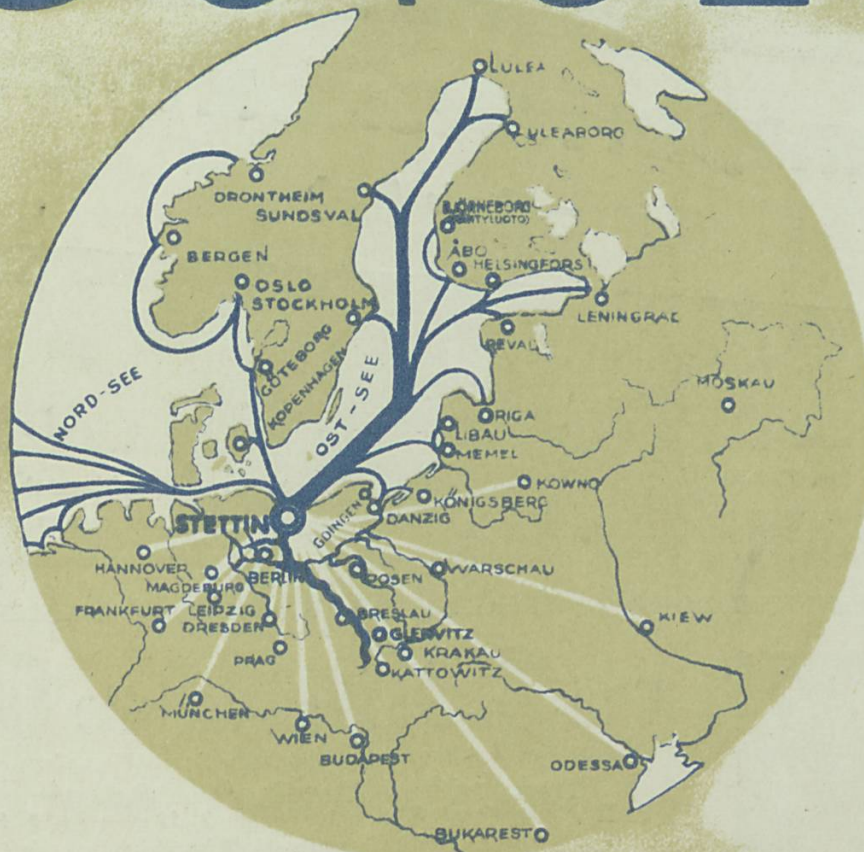 LULEA
ULEABORG
DRONTHEIM
SUNDSVAL
BJÖRNEBORG
(MÄNTYLUOTO)
BERGEN
ÅBO
HELSINGFORS
OSLO
STOCKHOLM
LENINGRAD
GÖTEBORG
REVAL
KOPENHAGEN
NORD-SEE
OST-SEE
MOSKAU
RIGA
LIBAU
MEMEL
KOWNO
KÖNIGSBERG
STETTIN
GDINGEN
DANZIG
HANNOVER
BERLIN
POSEN
WARSCHAU
MAGDEBURG
FRANKFURT
LEIPZIG
BRESLAU
KIEW
DRESDEN
GLEIWITZ
PRAG
KRAKAU
KATTOWITZ
MÜNCHEN
WIEN
BUDAPEST
ODESSA
BUKAREST